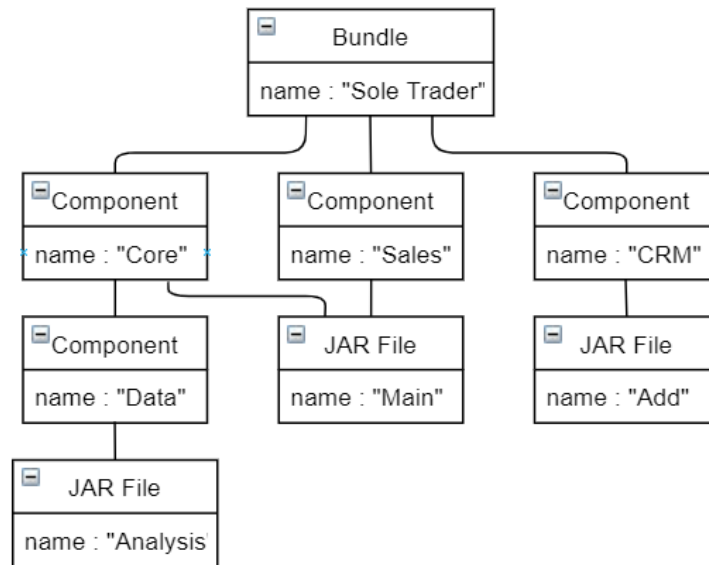 Bundle
name : "Sole Trader"
Component
name : "Core"
Component
name : "Sales"
Component
name : "CRM"
Component
name : "Data"
JAR File
name : "Main"
JAR File
name : "Add"
JAR File
name : "Analysis'